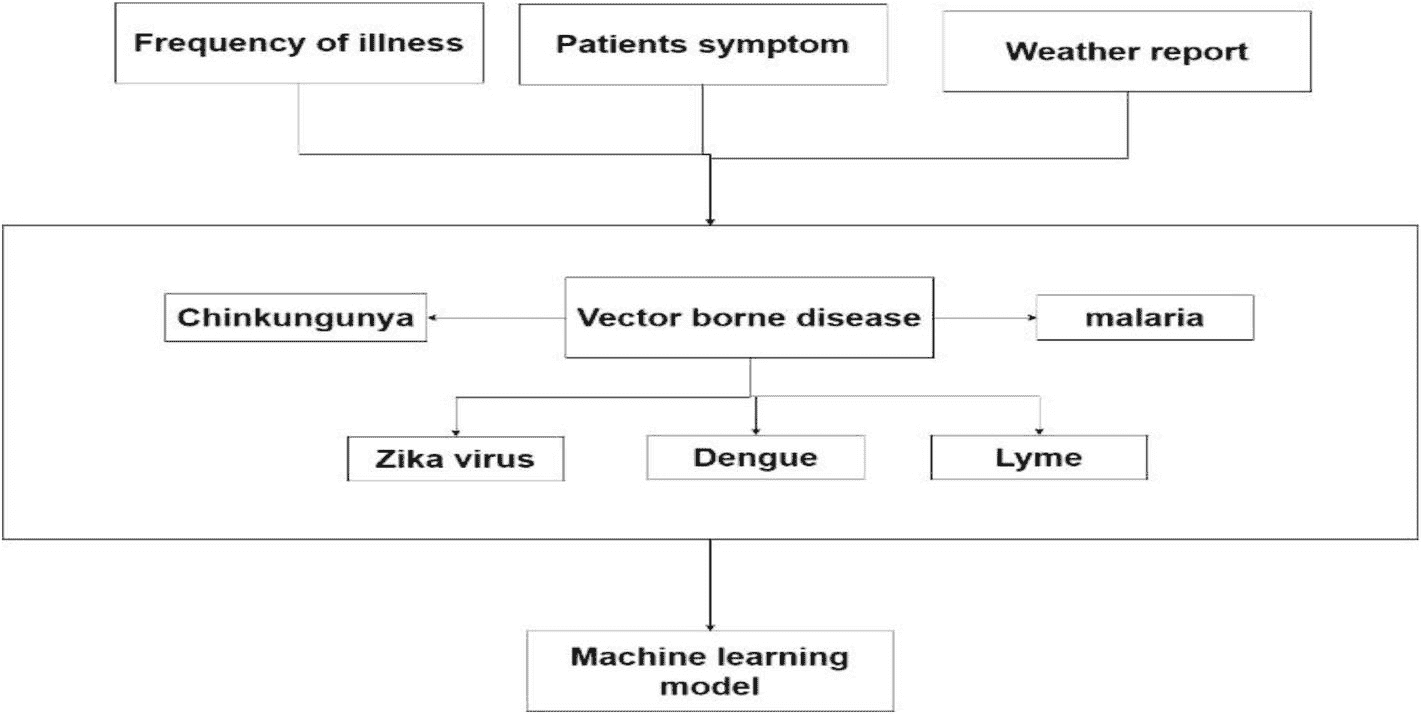 Frequency of illness
Patients symptom
Weather report
Chinkungunya
Vector borne disease
malaria
Zika virus
Dengue
Lyme
Machine learning
model